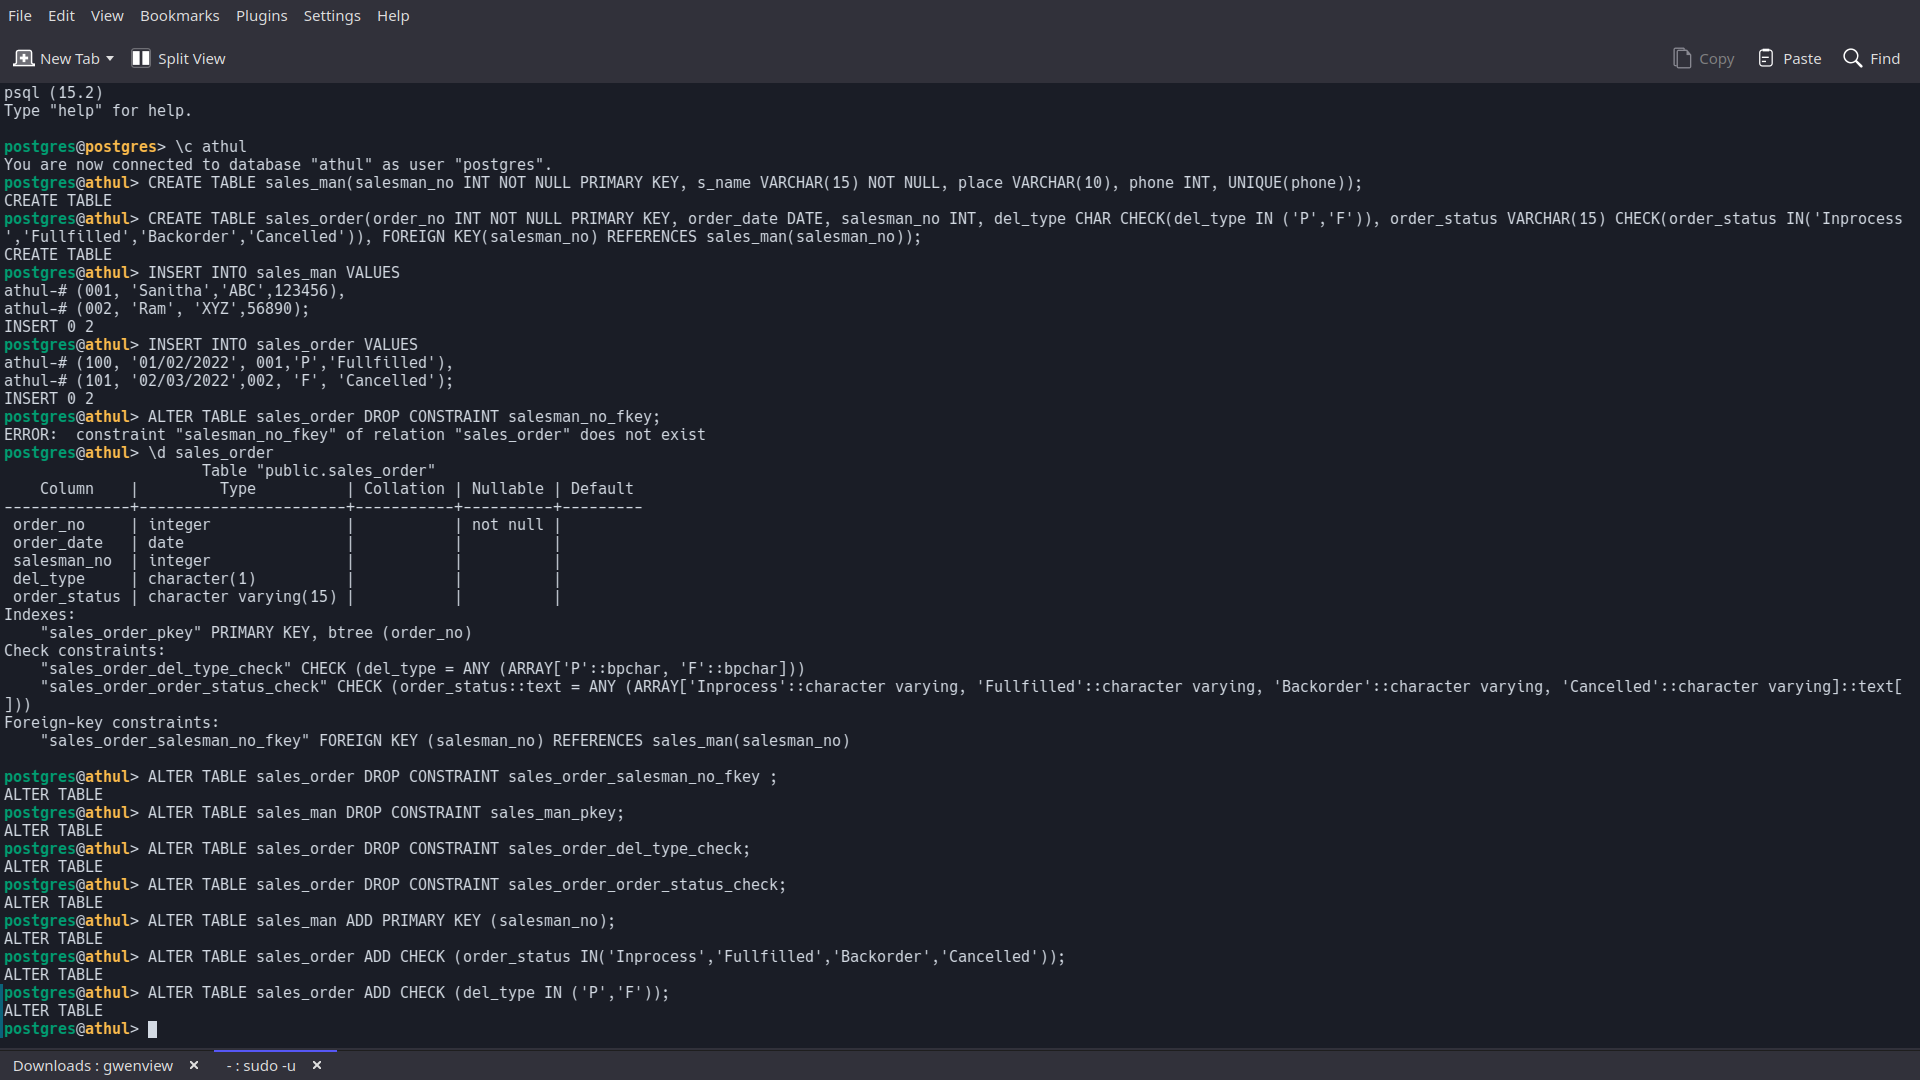 File Edit View Bookmarks Plugins Settings Help
New Tab Split View Copy Paste Find
psql (15.2)
Type "help" for help.
postgres@postgres> \c athul
You are now connected to database "athul" as user "postgres".
postgres@athul> CREATE TABLE sales_man(salesman_no INT NOT NULL PRIMARY KEY, s_name VARCHAR(15) NOT NULL, place VARCHAR(10), phone INT, UNIQUE(phone));
CREATE TABLE
postgres@athul> CREATE TABLE sales_order(order_no INT NOT NULL PRIMARY KEY, order_date DATE, salesman_no INT, del_type CHAR CHECK(del_type IN ('P','F')), order_status VARCHAR(15) CHECK(order_status IN('Inprocess
','Fullfilled','Backorder','Cancelled')), FOREIGN KEY(salesman_no) REFERENCES sales_man(salesman_no));
CREATE TABLE
postgres@athul> INSERT INTO sales_man VALUES
athul-# (001, 'Sanitha','ABC',123456),
athul-# (002, 'Ram', 'XYZ',56890);
INSERT 0 2
postgres@athul> INSERT INTO sales_order VALUES
athul-# (100, '01/02/2022', 001,'P','Fullfilled'),
athul-# (101, '02/03/2022',002, 'F', 'Cancelled');
INSERT 0 2
postgres@athul> ALTER TABLE sales_order DROP CONSTRAINT salesman_no_fkey;
ERROR:  constraint "salesman_no_fkey" of relation "sales_order" does not exist
postgres@athul> \d sales_order
                      Table "public.sales_order"
    Column    |         Type          | Collation | Nullable | Default
--------------+-----------------------+-----------+----------+---------
 order_no     | integer               |           | not null |
 order_date   | date                  |           |          |
 salesman_no  | integer               |           |          |
 del_type     | character(1)          |           |          |
 order_status | character varying(15) |           |          |
Indexes:
    "sales_order_pkey" PRIMARY KEY, btree (order_no)
Check constraints:
    "sales_order_del_type_check" CHECK (del_type = ANY (ARRAY['P'::bpchar, 'F'::bpchar]))
    "sales_order_order_status_check" CHECK (order_status::text = ANY (ARRAY['Inprocess'::character varying, 'Fullfilled'::character varying, 'Backorder'::character varying, 'Cancelled'::character varying]::text[
]))
Foreign-key constraints:
    "sales_order_salesman_no_fkey" FOREIGN KEY (salesman_no) REFERENCES sales_man(salesman_no)
postgres@athul> ALTER TABLE sales_order DROP CONSTRAINT sales_order_salesman_no_fkey ;
ALTER TABLE
postgres@athul> ALTER TABLE sales_man DROP CONSTRAINT sales_man_pkey;
ALTER TABLE
postgres@athul> ALTER TABLE sales_order DROP CONSTRAINT sales_order_del_type_check;
ALTER TABLE
postgres@athul> ALTER TABLE sales_order DROP CONSTRAINT sales_order_order_status_check;
ALTER TABLE
postgres@athul> ALTER TABLE sales_man ADD PRIMARY KEY (salesman_no);
ALTER TABLE
postgres@athul> ALTER TABLE sales_order ADD CHECK (order_status IN('Inprocess','Fullfilled','Backorder','Cancelled'));
ALTER TABLE
postgres@athul> ALTER TABLE sales_order ADD CHECK (del_type IN ('P','F'));
ALTER TABLE
postgres@athul>
Downloads : gwenview - : sudo -u